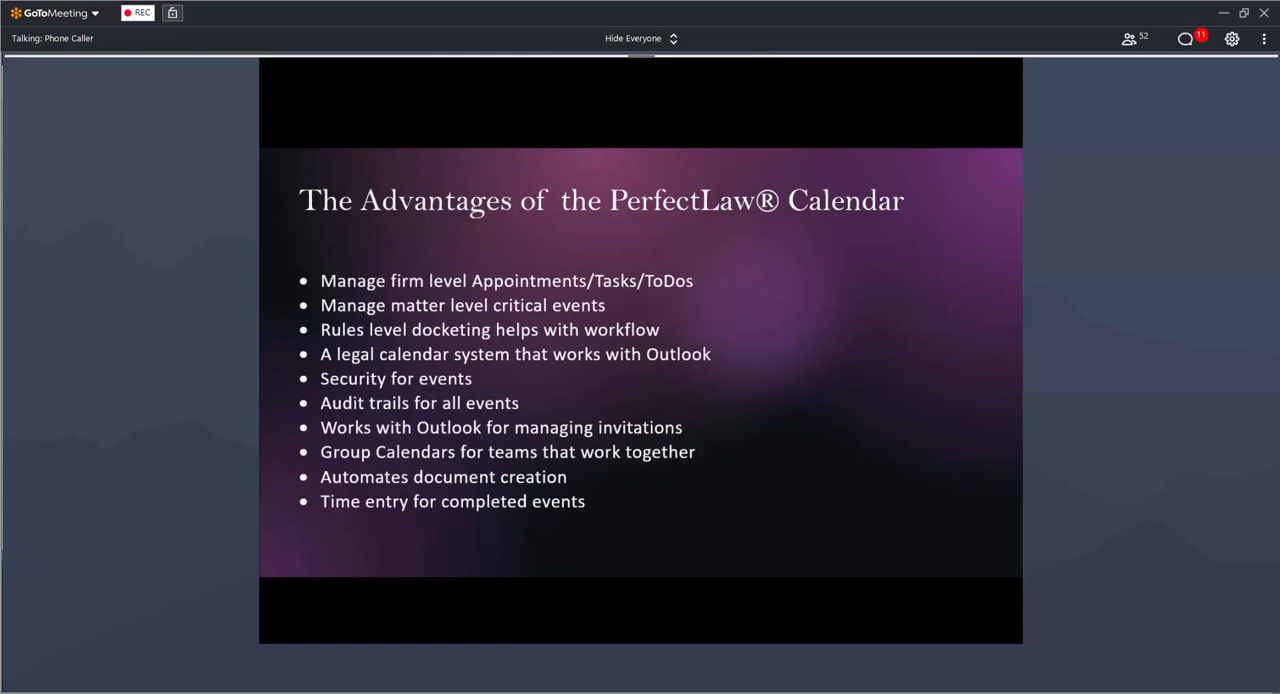 GoToMeeting
REC
Talking: Phone Caller
Hide Everyone
52
11
The Advantages of  the PerfectLaw® Calendar
• Manage firm level Appointments/Tasks/ToDos
• Manage matter level critical events
• Rules level docketing helps with workflow
• A legal calendar system that works with Outlook
• Security for events
• Audit trails for all events
• Works with Outlook for managing invitations
• Group Calendars for teams that work together
• Automates document creation
• Time entry for completed events